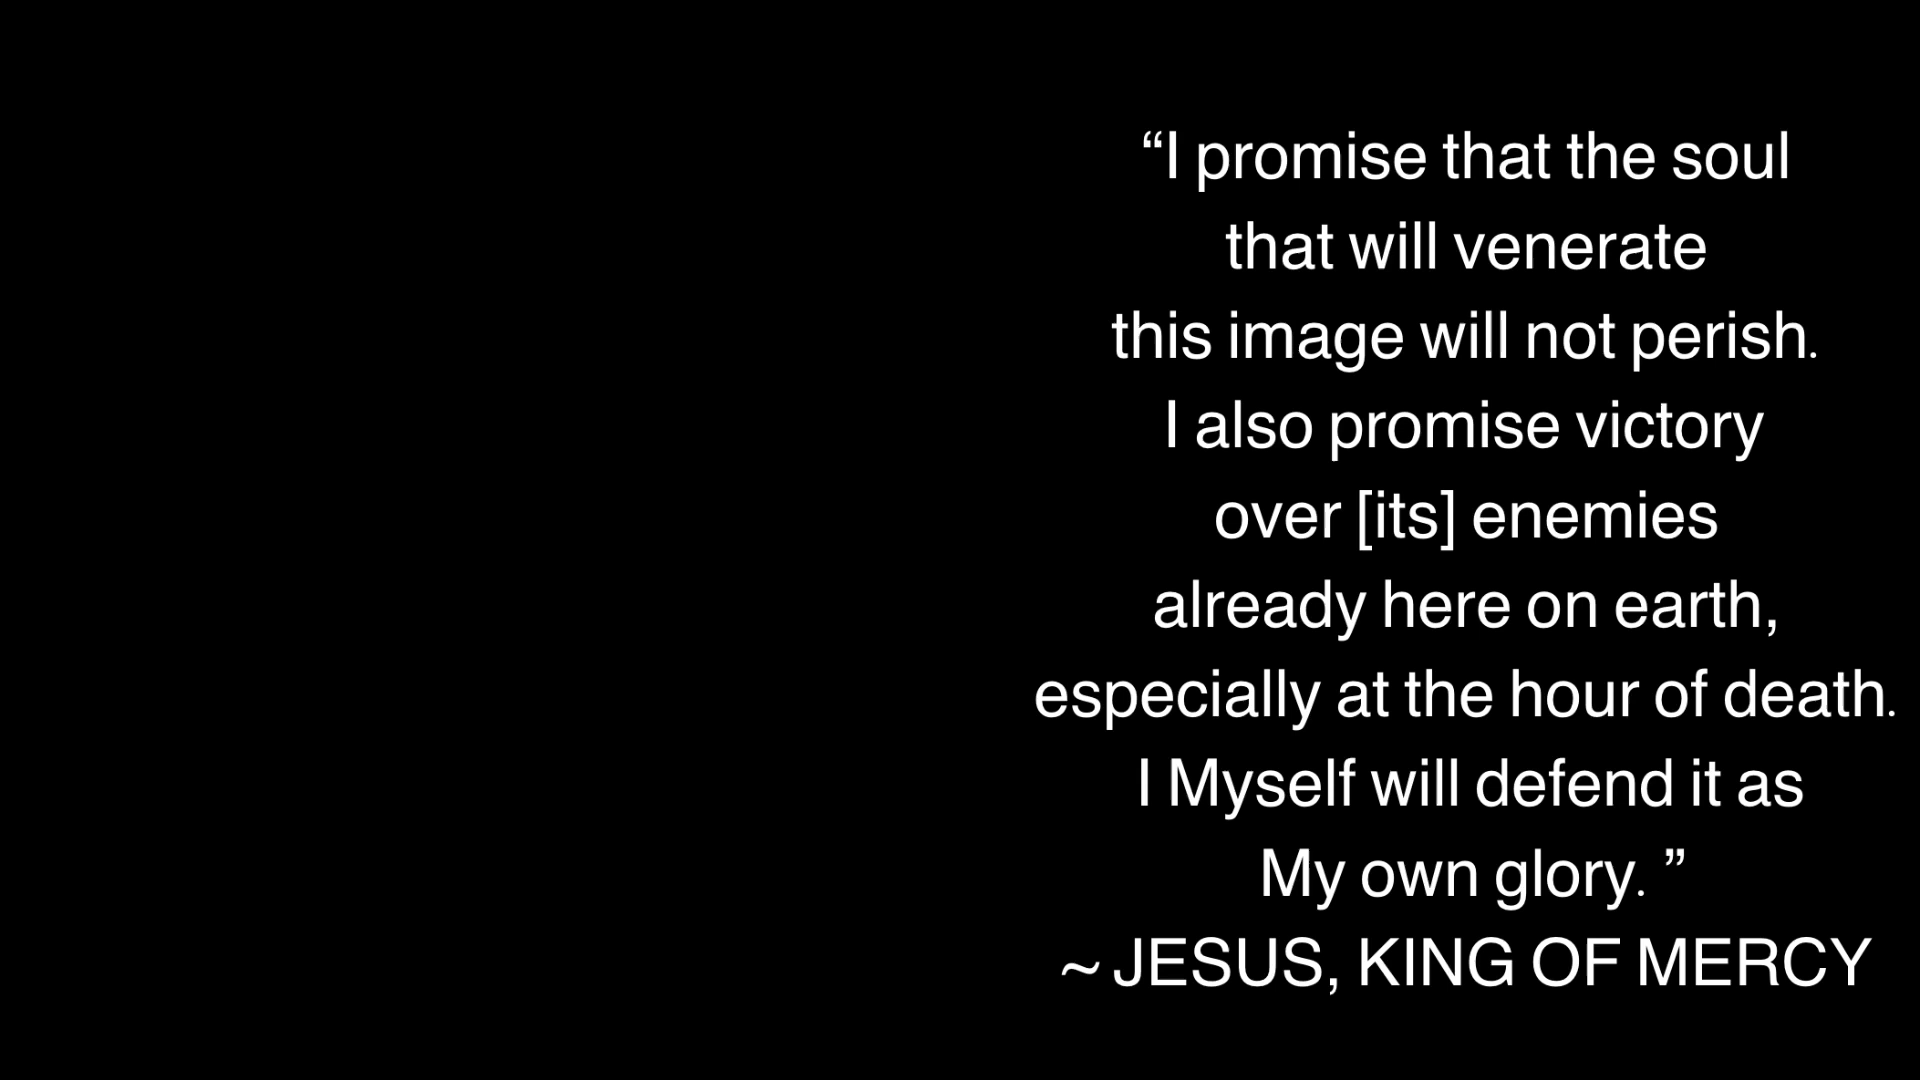 “I promise that the soul
that will venerate
this image will not perish.
I also promise victory
over [its] enemies
already here on earth,
especially at the hour of death.
I Myself will defend it as
My own glory. ”
~ JESUS, KING OF MERCY